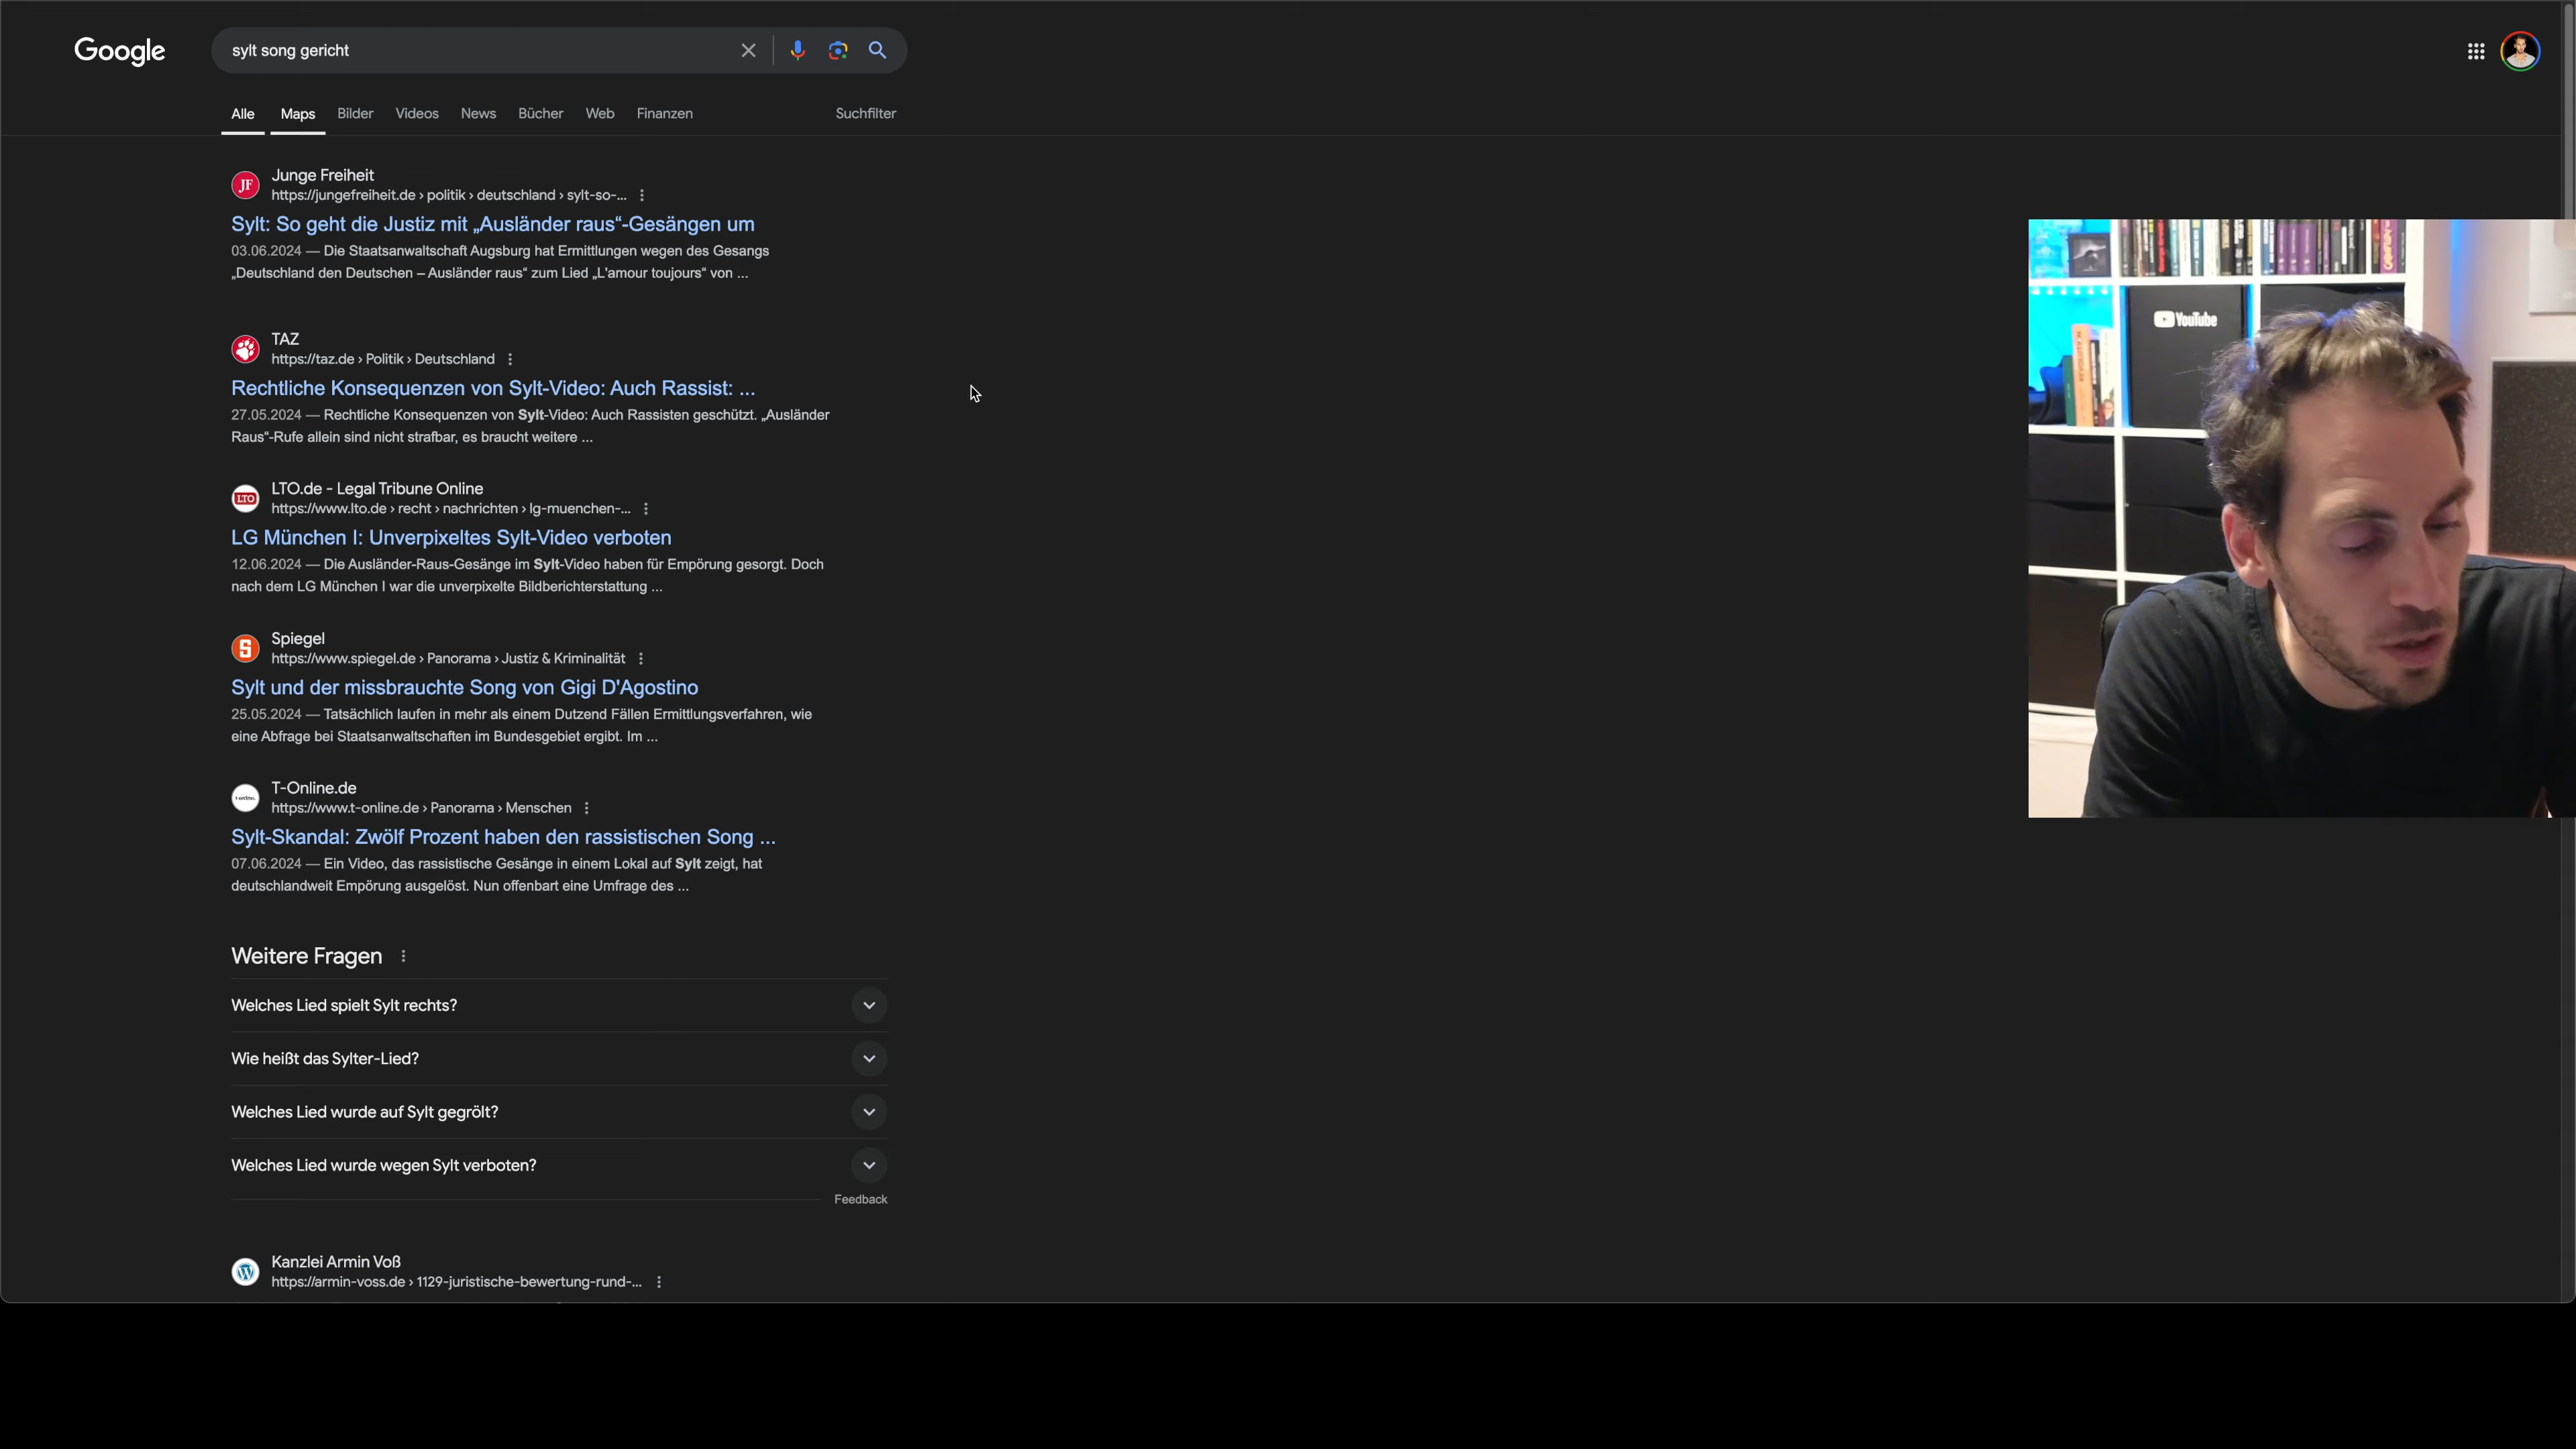 Google
sylt song gericht
Alle Maps Bilder Videos News Bücher Web Finanzen Suchfilter
JF
Junge Freiheit
https://jungefreiheit.de › politik › deutschland › sylt-so-...
Sylt: So geht die Justiz mit „Ausländer raus“-Gesängen um
03.06.2024 — Die Staatsanwaltschaft Augsburg hat Ermittlungen wegen des Gesangs
„Deutschland den Deutschen – Ausländer raus“ zum Lied „L'amour toujours“ von ...
TAZ
https://taz.de › Politik › Deutschland
Rechtliche Konsequenzen von Sylt-Video: Auch Rassist: ...
27.05.2024 — Rechtliche Konsequenzen von Sylt-Video: Auch Rassisten geschützt. „Ausländer
Raus“-Rufe allein sind nicht strafbar, es braucht weitere ...
LTO
LTO.de - Legal Tribune Online
https://www.lto.de › recht › nachrichten › lg-muenchen-...
LG München I: Unverpixeltes Sylt-Video verboten
12.06.2024 — Die Ausländer-Raus-Gesänge im Sylt-Video haben für Empörung gesorgt. Doch
nach dem LG München I war die unverpixelte Bildberichterstattung ...
S
Spiegel
https://www.spiegel.de › Panorama › Justiz & Kriminalität
Sylt und der missbrauchte Song von Gigi D'Agostino
25.05.2024 — Tatsächlich laufen in mehr als einem Dutzend Fällen Ermittlungsverfahren, wie
eine Abfrage bei Staatsanwaltschaften im Bundesgebiet ergibt. Im ...
T-Online.de
https://www.t-online.de › Panorama › Menschen
Sylt-Skandal: Zwölf Prozent haben den rassistischen Song ...
07.06.2024 — Ein Video, das rassistische Gesänge in einem Lokal auf Sylt zeigt, hat
deutschlandweit Empörung ausgelöst. Nun offenbart eine Umfrage des ...
Weitere Fragen
Welches Lied spielt Sylt rechts?
Wie heißt das Sylter-Lied?
Welches Lied wurde auf Sylt gegrölt?
Welches Lied wurde wegen Sylt verboten?
Feedback
Kanzlei Armin Voß
https://armin-voss.de › 1129-juristische-bewertung-rund-...
YouTube